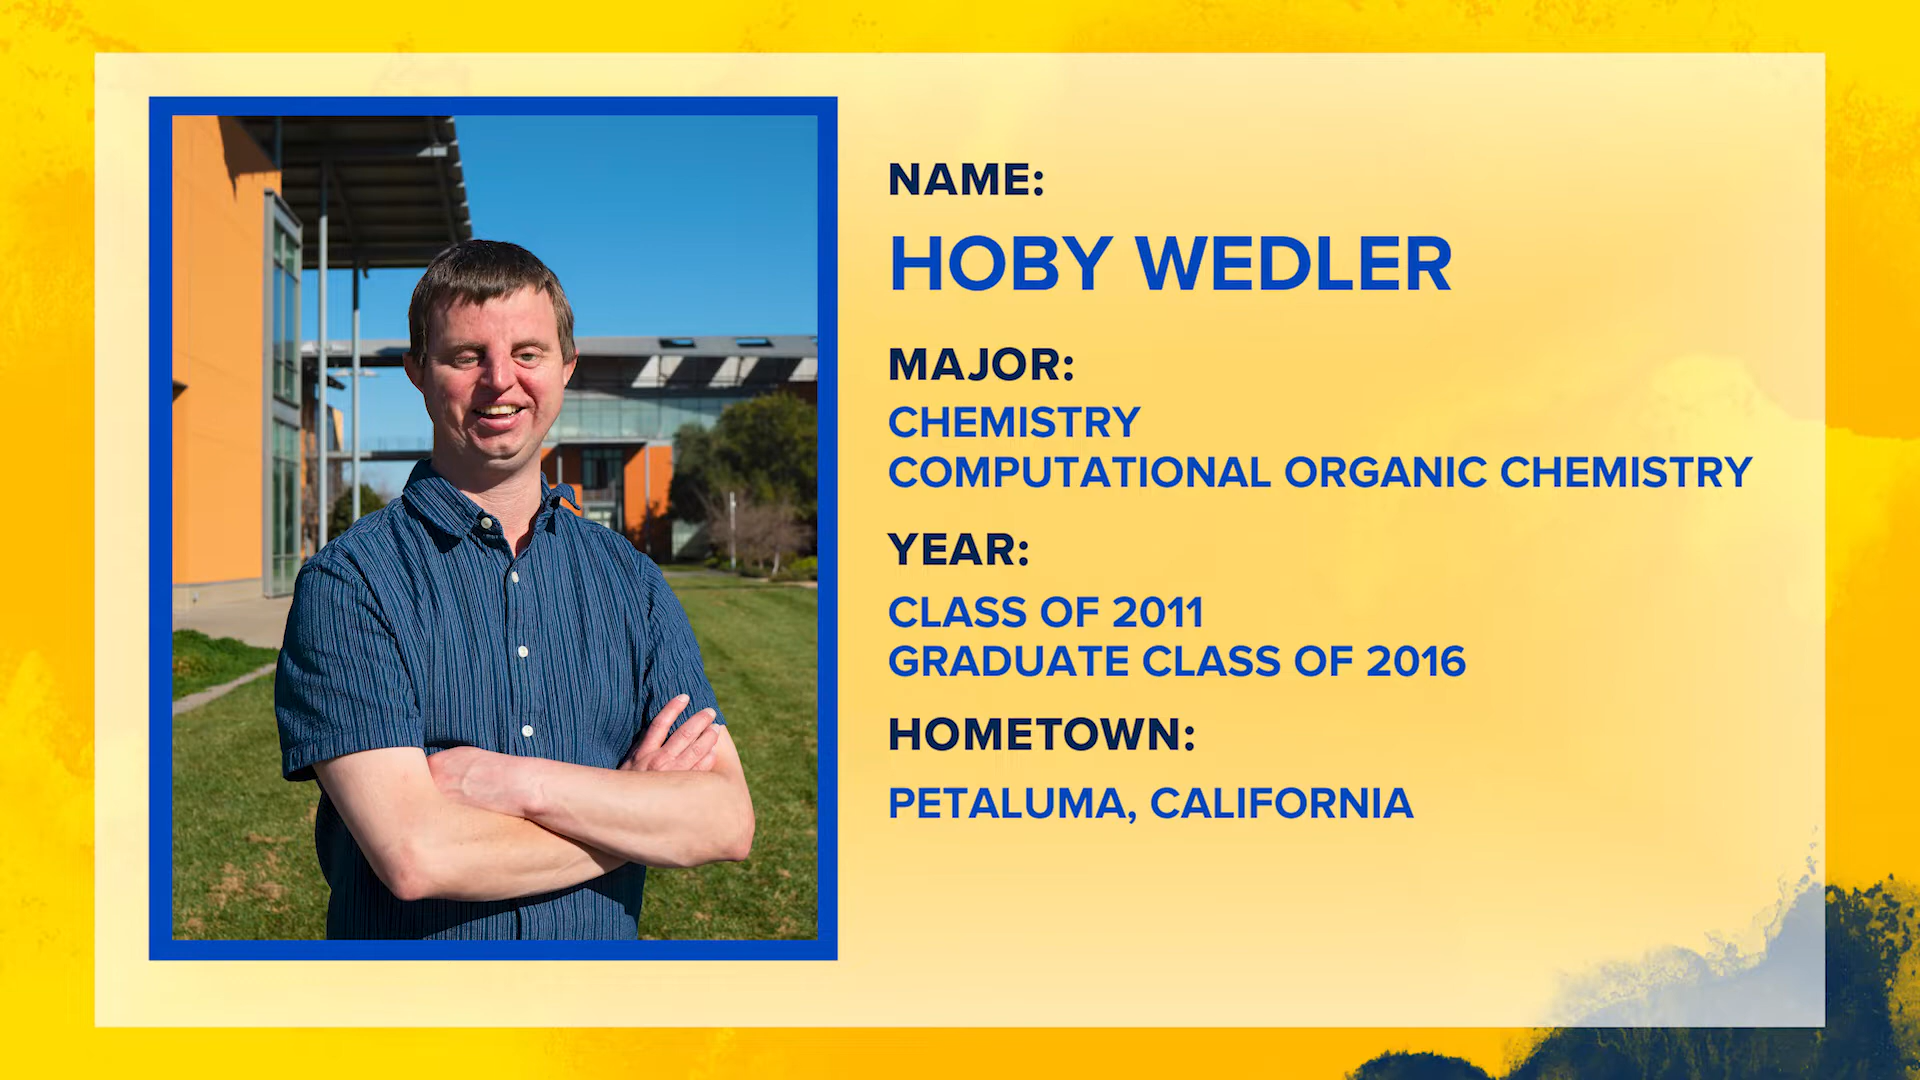 NAME:
HOBY WEDLER
MAJOR:
CHEMISTRY
COMPUTATIONAL ORGANIC CHEMISTRY
YEAR:
CLASS OF 2011
GRADUATE CLASS OF 2016
HOMETOWN:
PETALUMA, CALIFORNIA